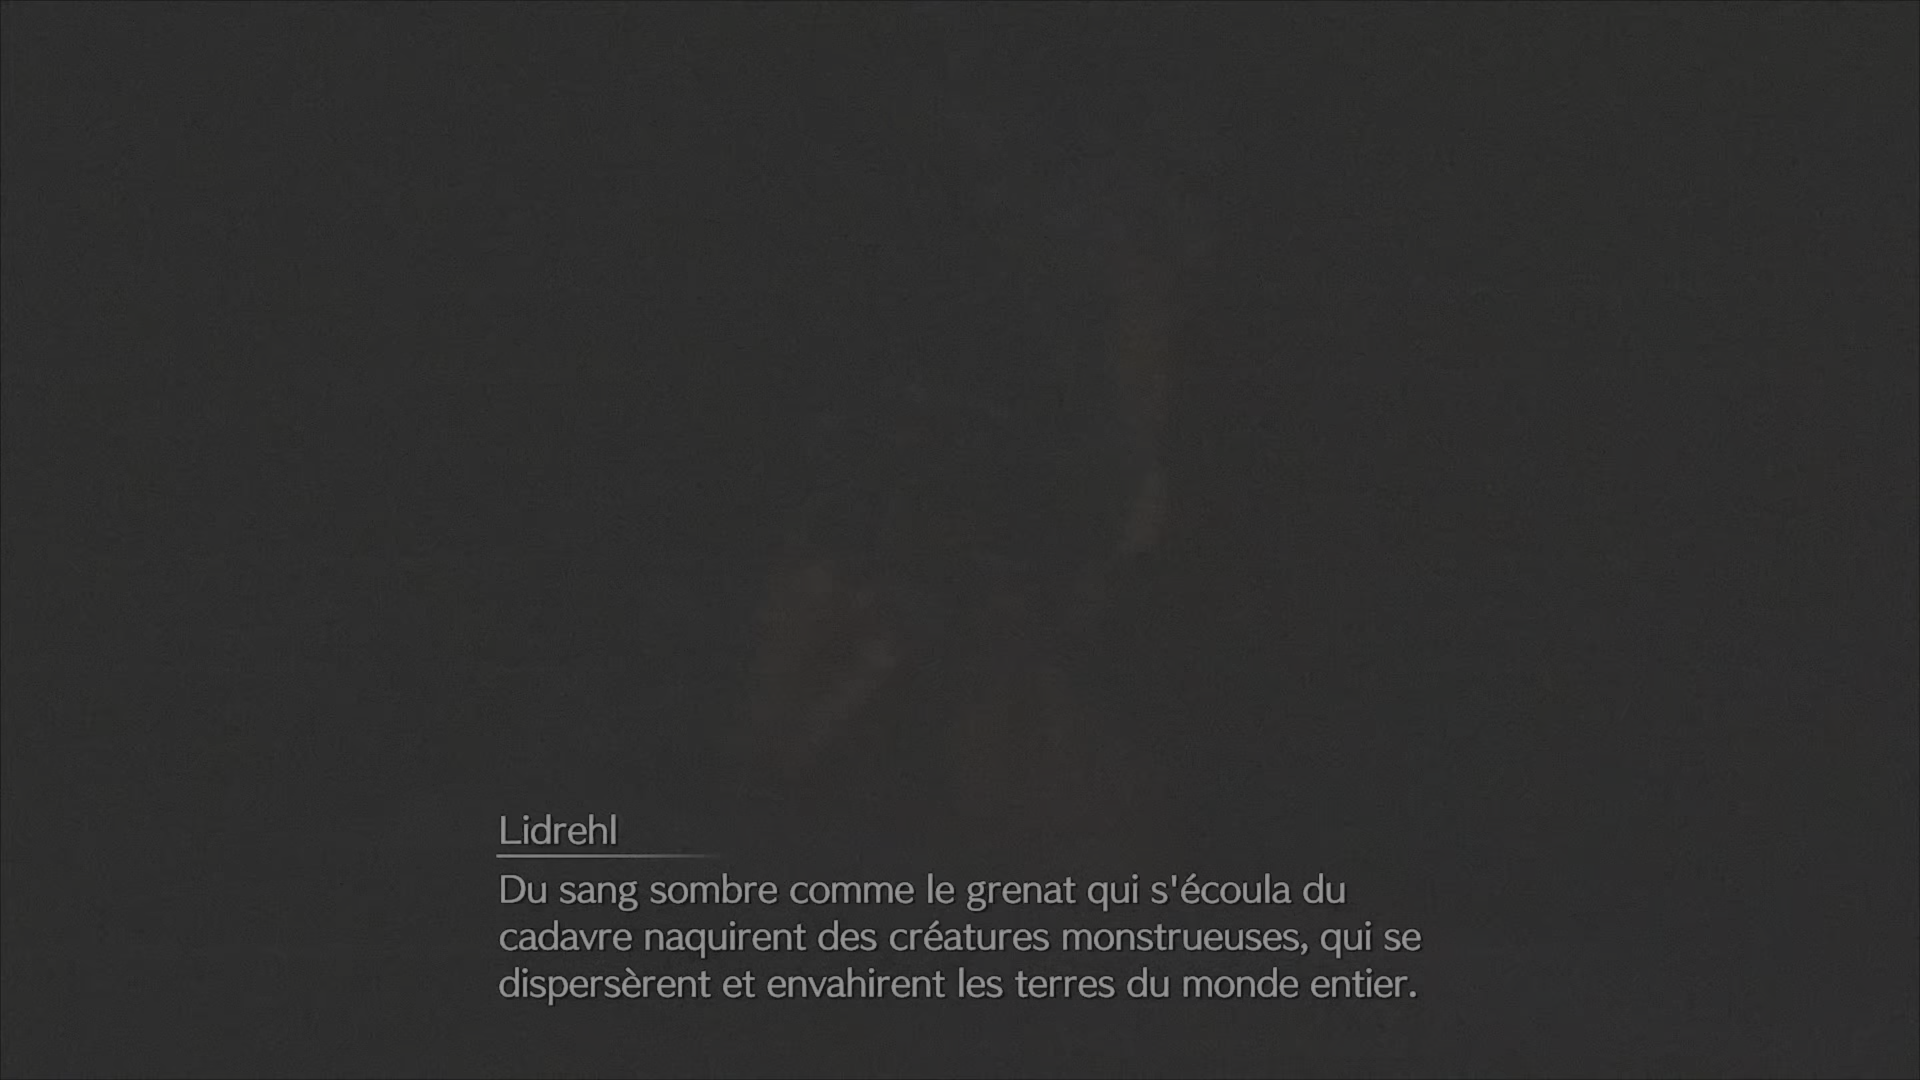 Lidrehl
Du sang sombre comme le grenat qui s'écoula du
cadavre naquirent des créatures monstrueuses, qui se
dispersèrent et envahirent les terres du monde entier.